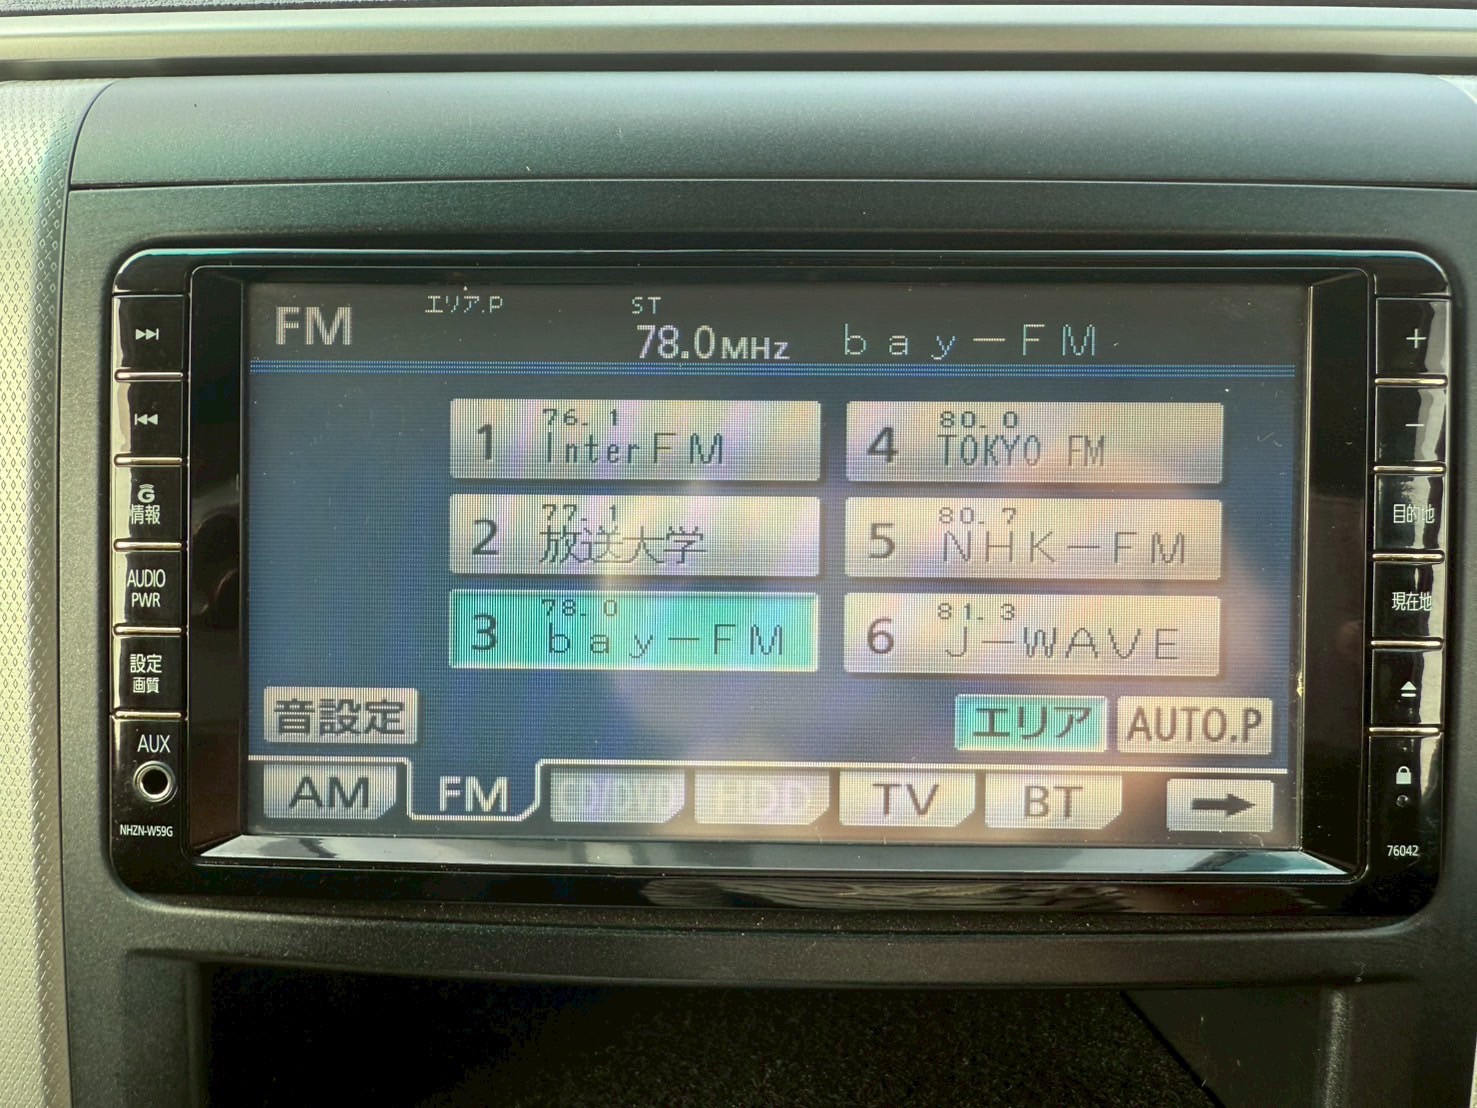 エリア.P
ST
FM
78.0MHz
bay-FM
1
76.1
InterFM
4
80.0
TOKYO FM
2
77.1
放送大学
5
80.7
NHK-FM
3
78.0
bay-FM
6
81.3
J-WAVE
音設定
エリア
AUTO.P
AM
FM
CD/DVD
HDD
TV
BT
G
情報
AUDIO
PWR
設定
画質
AUX
NHZN-W59G
+
-
目的地
現在地
76042